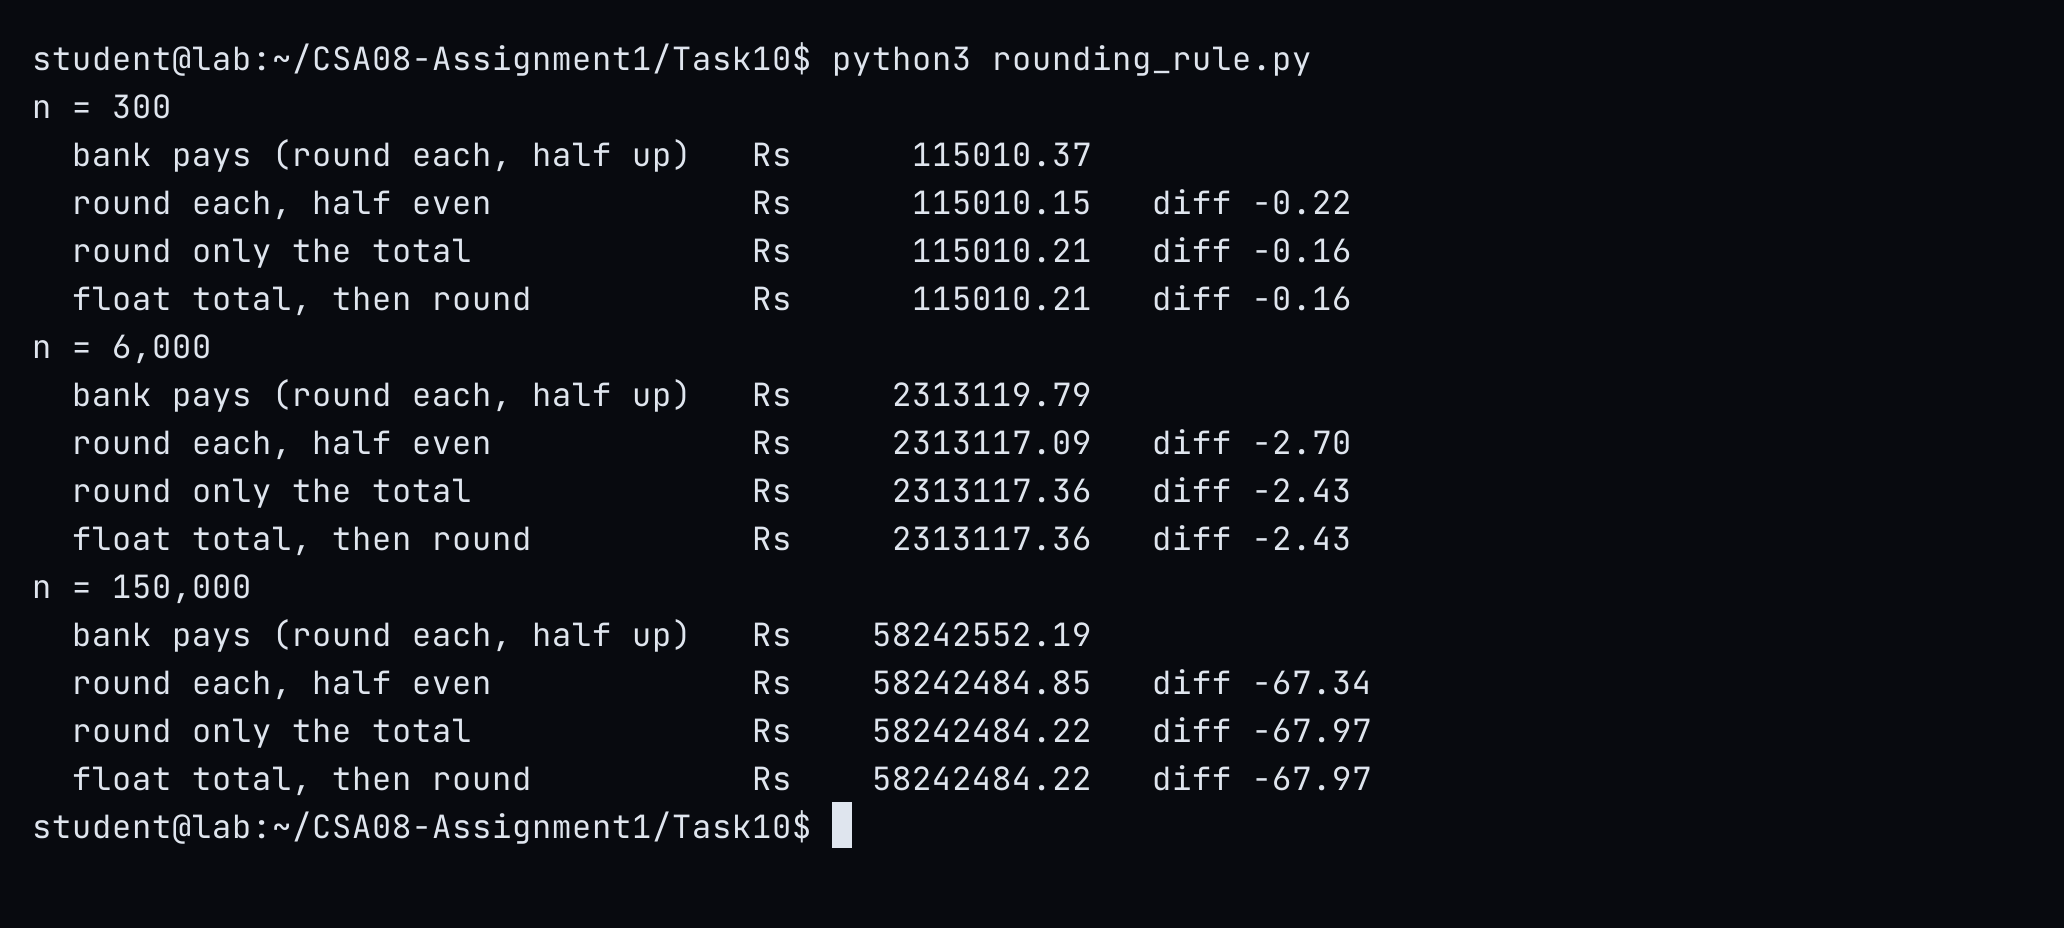 student@lab:~/CSA08-Assignment1/Task10$ python3 rounding_rule.py
n = 300
  bank pays (round each, half up)   Rs      115010.37
  round each, half even             Rs      115010.15   diff -0.22
  round only the total              Rs      115010.21   diff -0.16
  float total, then round           Rs      115010.21   diff -0.16
n = 6,000
  bank pays (round each, half up)   Rs     2313119.79
  round each, half even             Rs     2313117.09   diff -2.70
  round only the total              Rs     2313117.36   diff -2.43
  float total, then round           Rs     2313117.36   diff -2.43
n = 150,000
  bank pays (round each, half up)   Rs    58242552.19
  round each, half even             Rs    58242484.85   diff -67.34
  round only the total              Rs    58242484.22   diff -67.97
  float total, then round           Rs    58242484.22   diff -67.97
student@lab:~/CSA08-Assignment1/Task10$